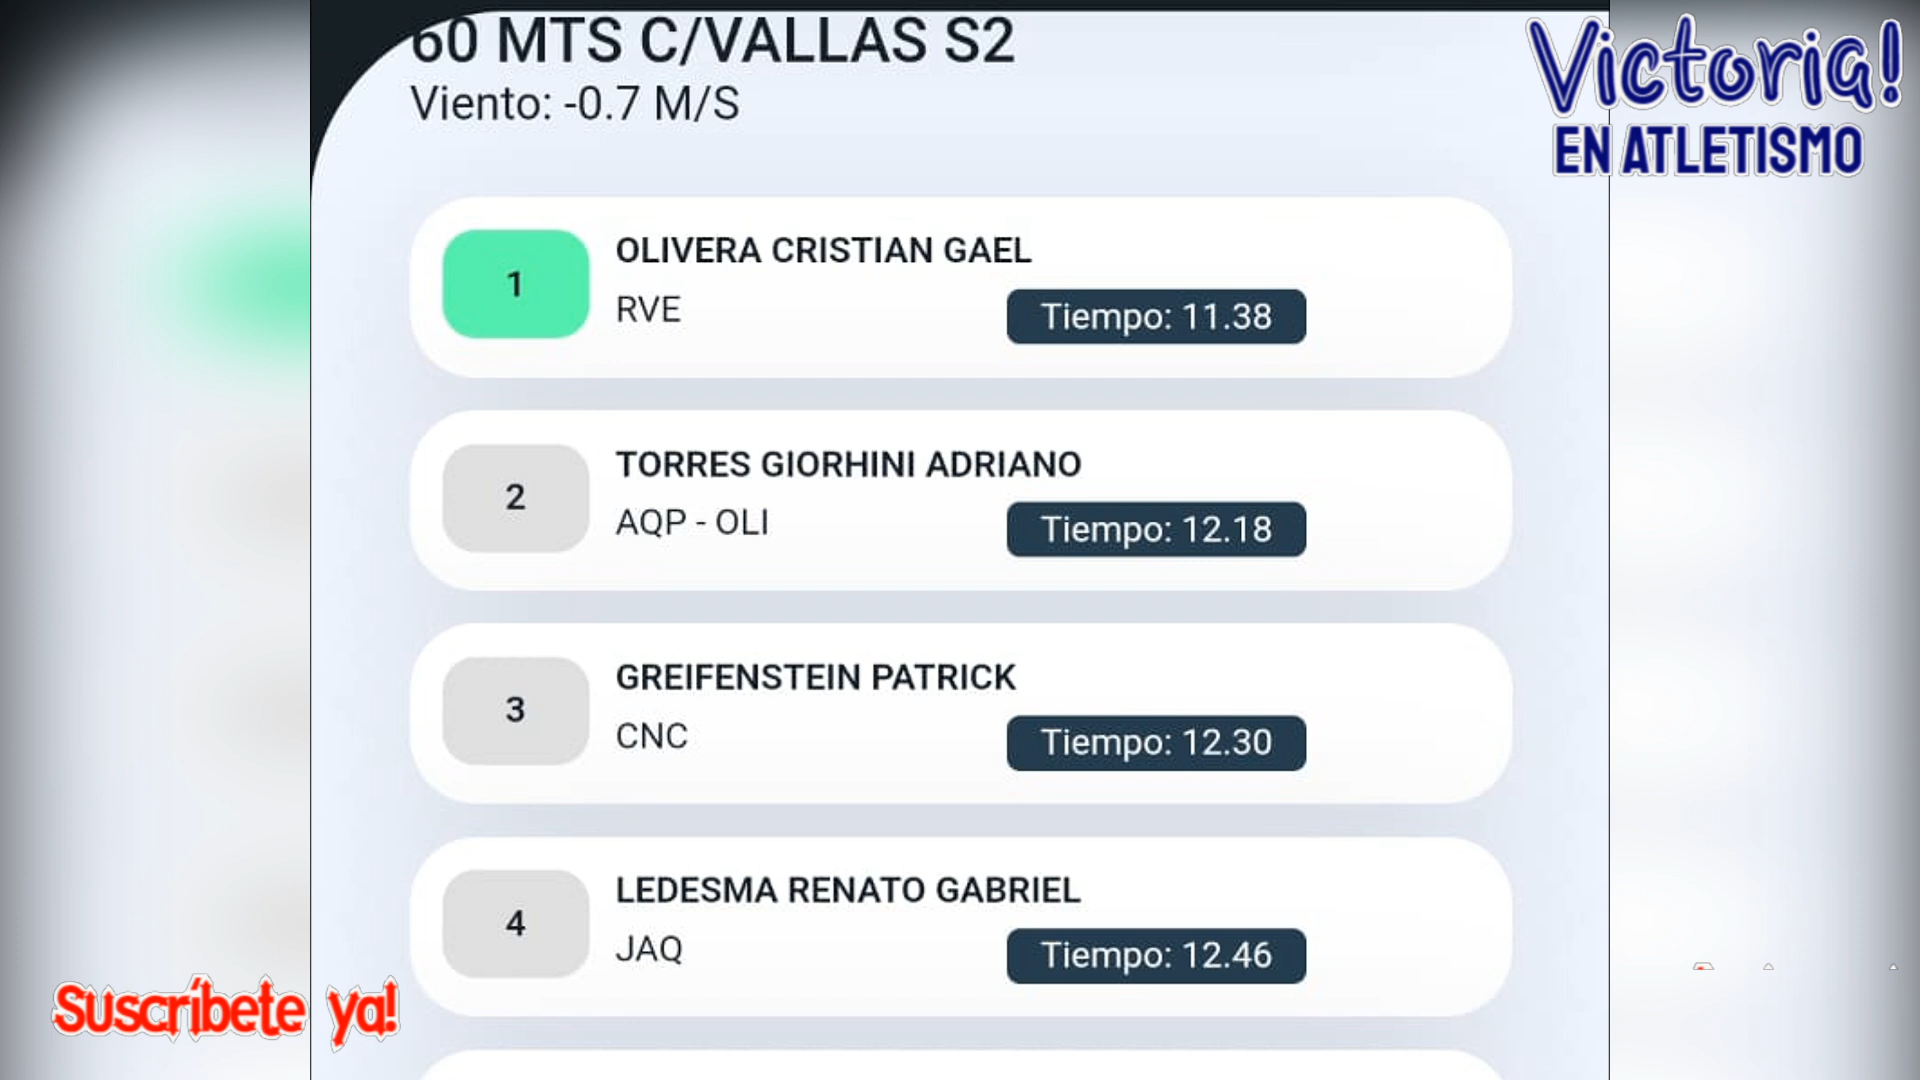 60 MTS C/VALLAS S2
Viento: -0.7 M/S
Victoria!
EN ATLETISMO
1
OLIVERA CRISTIAN GAEL
RVE
Tiempo: 11.38
2
TORRES GIORHINI ADRIANO
AQP - OLI
Tiempo: 12.18
3
GREIFENSTEIN PATRICK
CNC
Tiempo: 12.30
4
LEDESMA RENATO GABRIEL
JAQ
Tiempo: 12.46
Suscríbete ya!